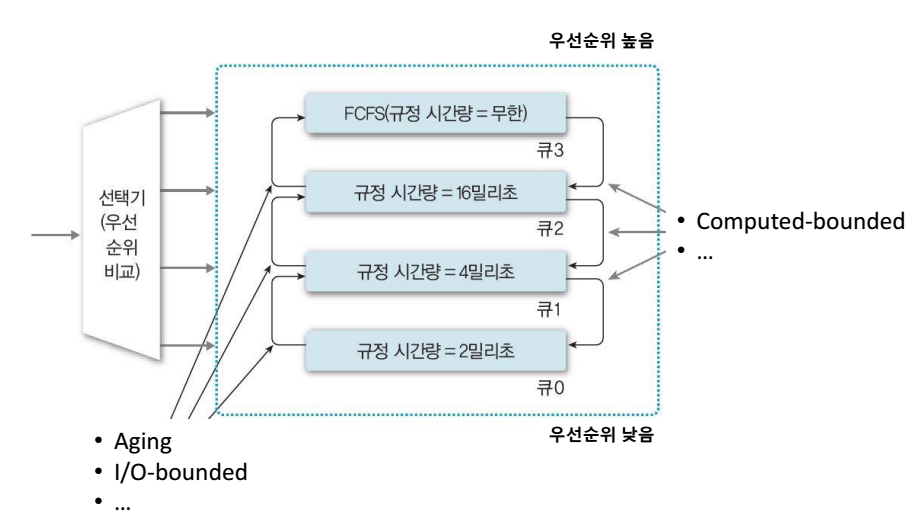 우선순위 높음
FCFS(규정 시간량 = 무한)
큐3
선택기
(우선
순위
비교)
규정 시간량 = 16밀리초
큐2
• Computed-bounded
• ...
규정 시간량 = 4밀리초
큐1
규정 시간량 = 2밀리초
큐0
우선순위 낮음
• Aging
• I/O-bounded
• ...